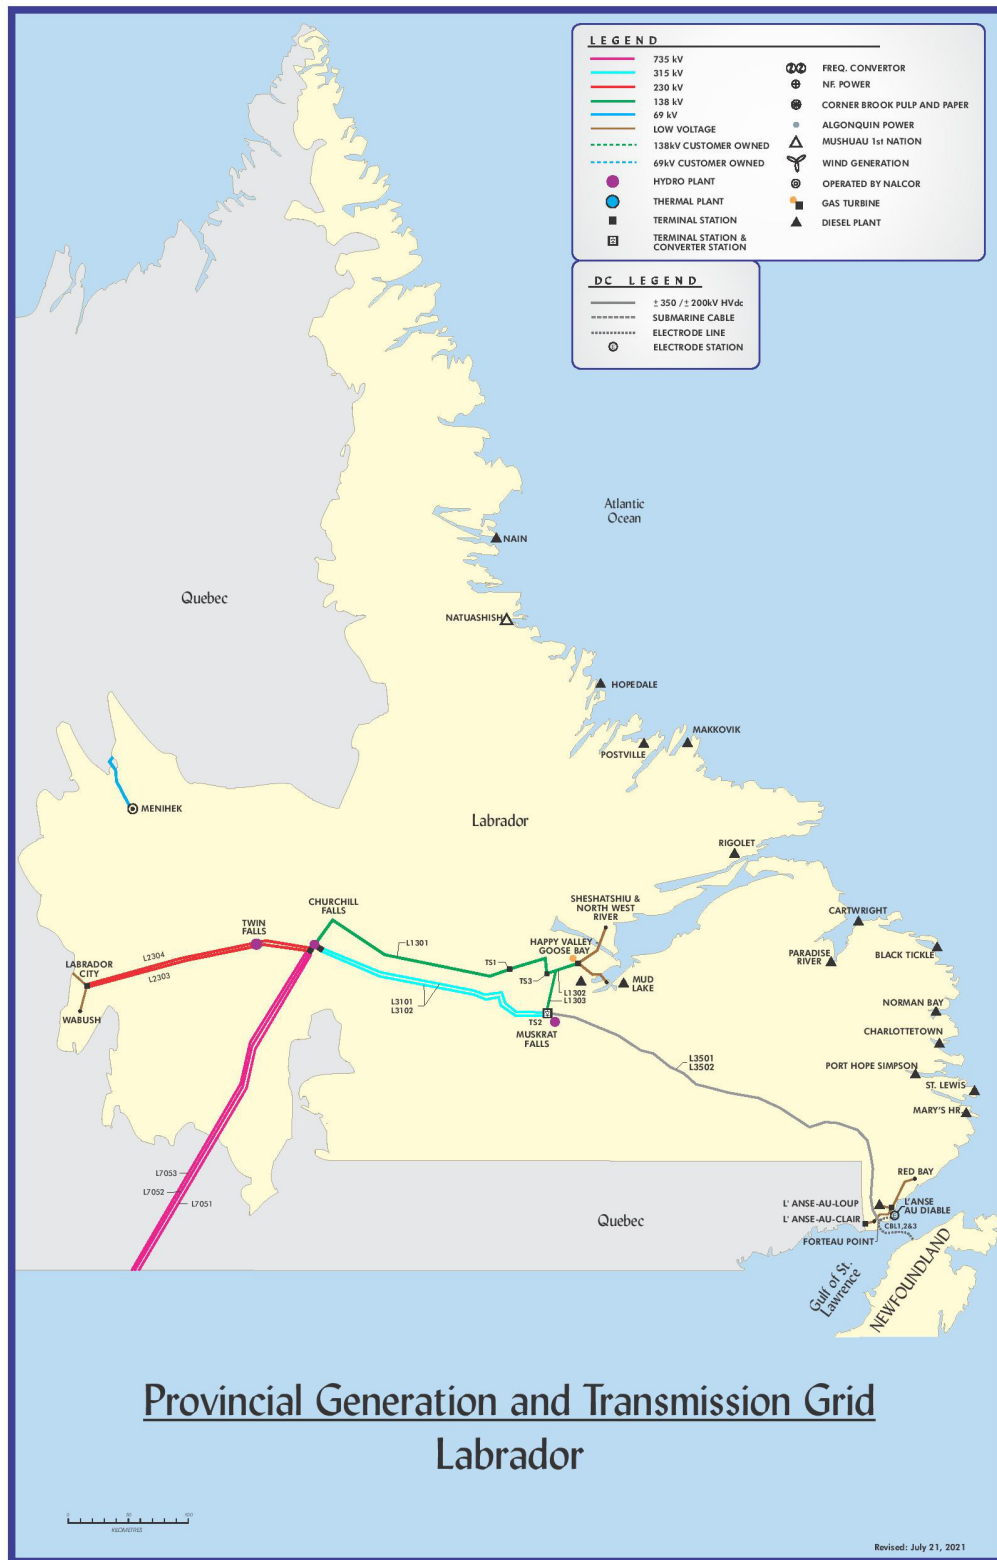 LEGEND
735 kV
315 kV
230 kV
138 kV
69 kV
LOW VOLTAGE
138kV CUSTOMER OWNED
69kV CUSTOMER OWNED
HYDRO PLANT
THERMAL PLANT
TERMINAL STATION
TERMINAL STATION &
CONVERTER STATION
FREQ. CONVERTOR
NF. POWER
CORNER BROOK PULP AND PAPER
ALGONQUIN POWER
MUSHUAU 1st NATION
WIND GENERATION
OPERATED BY NALCOR
GAS TURBINE
DIESEL PLANT
DC LEGEND
± 350 /± 200kV HVdc
SUBMARINE CABLE
ELECTRODE LINE
ELECTRODE STATION
Atlantic
Ocean
NAIN
Quebec
NATUASHISH
HOPEDALE
MAKKOVIK
POSTVILLE
MENIHEK
Labrador
RIGOLET
CHURCHILL
FALLS
SHESHATSHIU &
NORTH WEST
RIVER
CARTWRIGHT
TWIN
FALLS
L1301
HAPPY VALLEY
GOOSE BAY
PARADISE
RIVER
BLACK TICKLE
LABRADOR
CITY
L2304
L2303
TS1
TS3
MUD
LAKE
L1302
L1303
L3101
L3102
WABUSH
TS2
MUSKRAT
FALLS
NORMAN BAY
CHARLOTTETOWN
L3501
L3502
PORT HOPE SIMPSON
ST. LEWIS
MARY'S HR.
L7053
L7052
L7051
RED BAY
L' ANSE-AU-LOUP
L'ANSE
AU DIABLE
L' ANSE-AU-CLAIR
CBL1,2&3
FORTEAU POINT
Quebec
Gulf of St.
Lawrence
NEWFOUNDLAND
Provincial Generation and Transmission Grid
Labrador
KILOMETRES
Revised: July 21, 2021